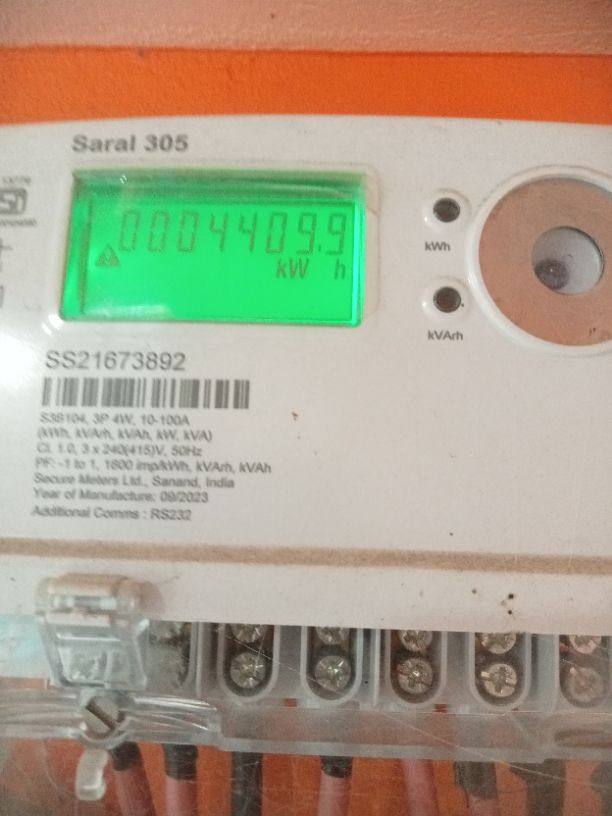 Saral 305
0004409.9
kW h
kWh
kVArh
SS21673892
S3S104, 3P 4W, 10-100A
(kWh, kVArh, kVAh, kW, kVA)
Cl. 1.0, 3 x 240(415)V, 50Hz
PF: -1 to 1, 1600 imp/kWh, kVArh, kVAh
Secure Meters Ltd., Sanand, India
Year of Manufacture: 09/2023
Additional Comms : RS232